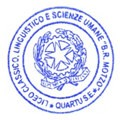 LICEO CLASSICO, LINGUISTICO E SCIENZE UMANE "B. R. MOTZO"
* QUARTU S.E. *